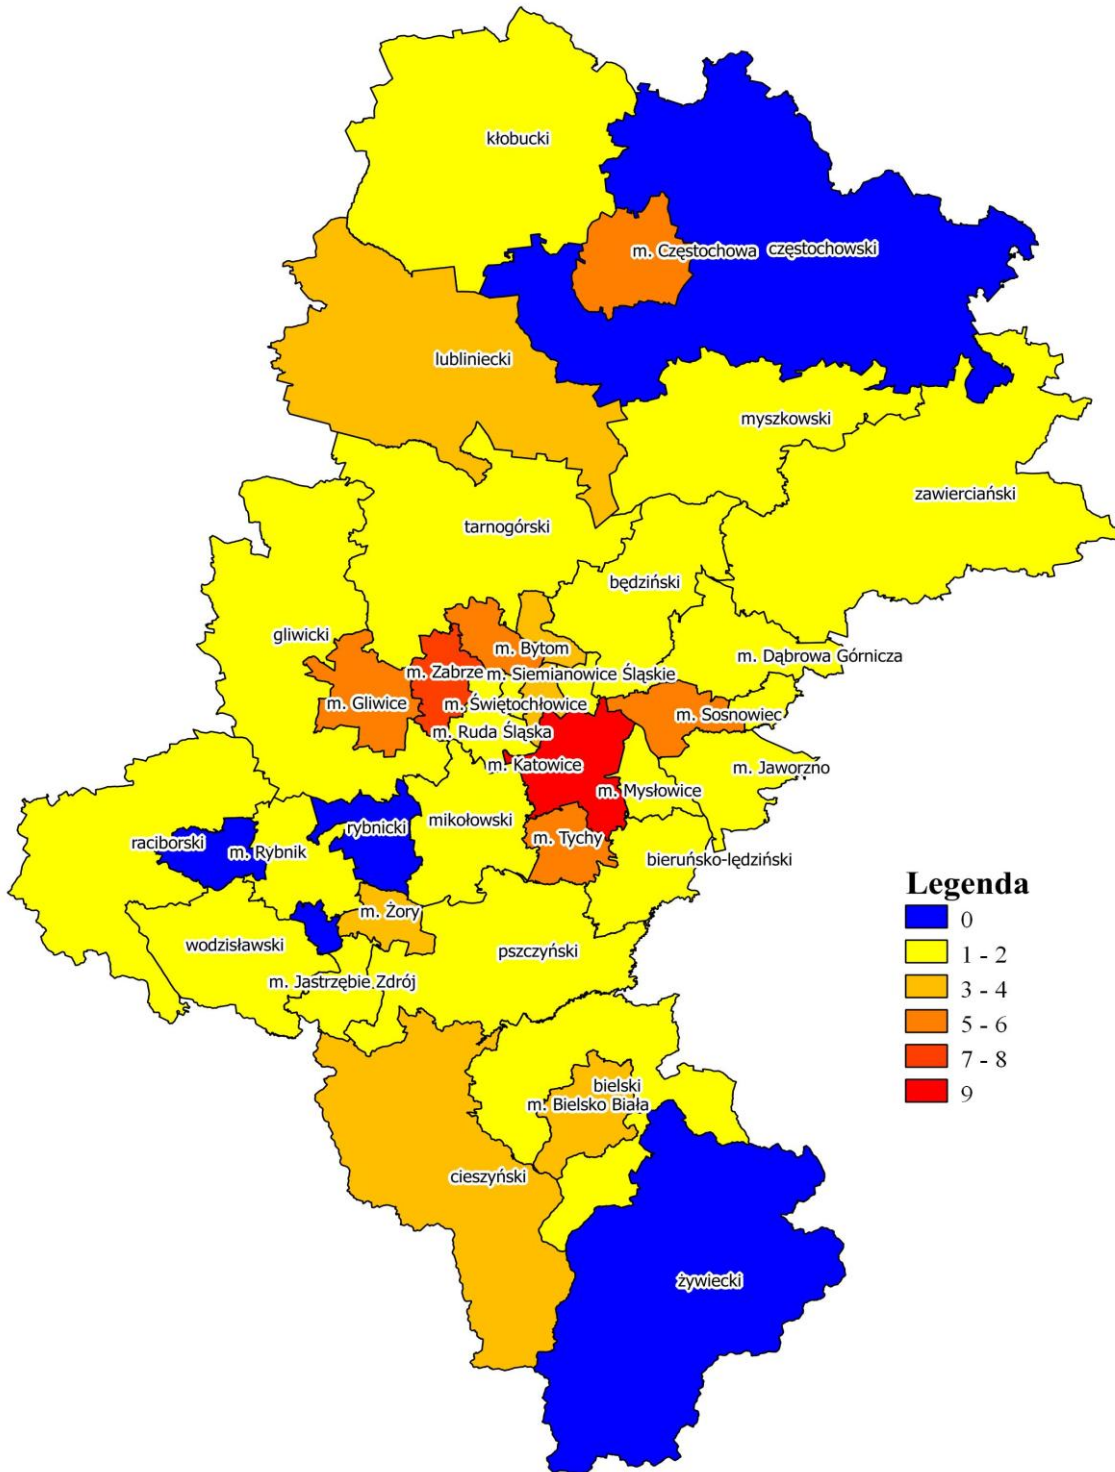 kłobucki
m. Częstochowa
częstochowski
lubliniecki
myszkowski
zawierciański
tarnogórski
będziński
gliwicki
m. Bytom
m. Dąbrowa Górnicza
m. Zabrze
m. Siemianowice Śląskie
m. Gliwice
m. Świętochłowice
m. Sosnowiec
m. Ruda Śląska
m. Katowice
m. Jaworzno
m. Mysłowice
mikołowski
rybnicki
m. Tychy
raciborski
m. Rybnik
bieruńsko-lędziński
m. Żory
wodzisławski
pszczyński
m. Jastrzębie Zdrój
bielski
m. Bielsko Biała
cieszyński
żywiecki
Legenda
0
1 - 2
3 - 4
5 - 6
7 - 8
9